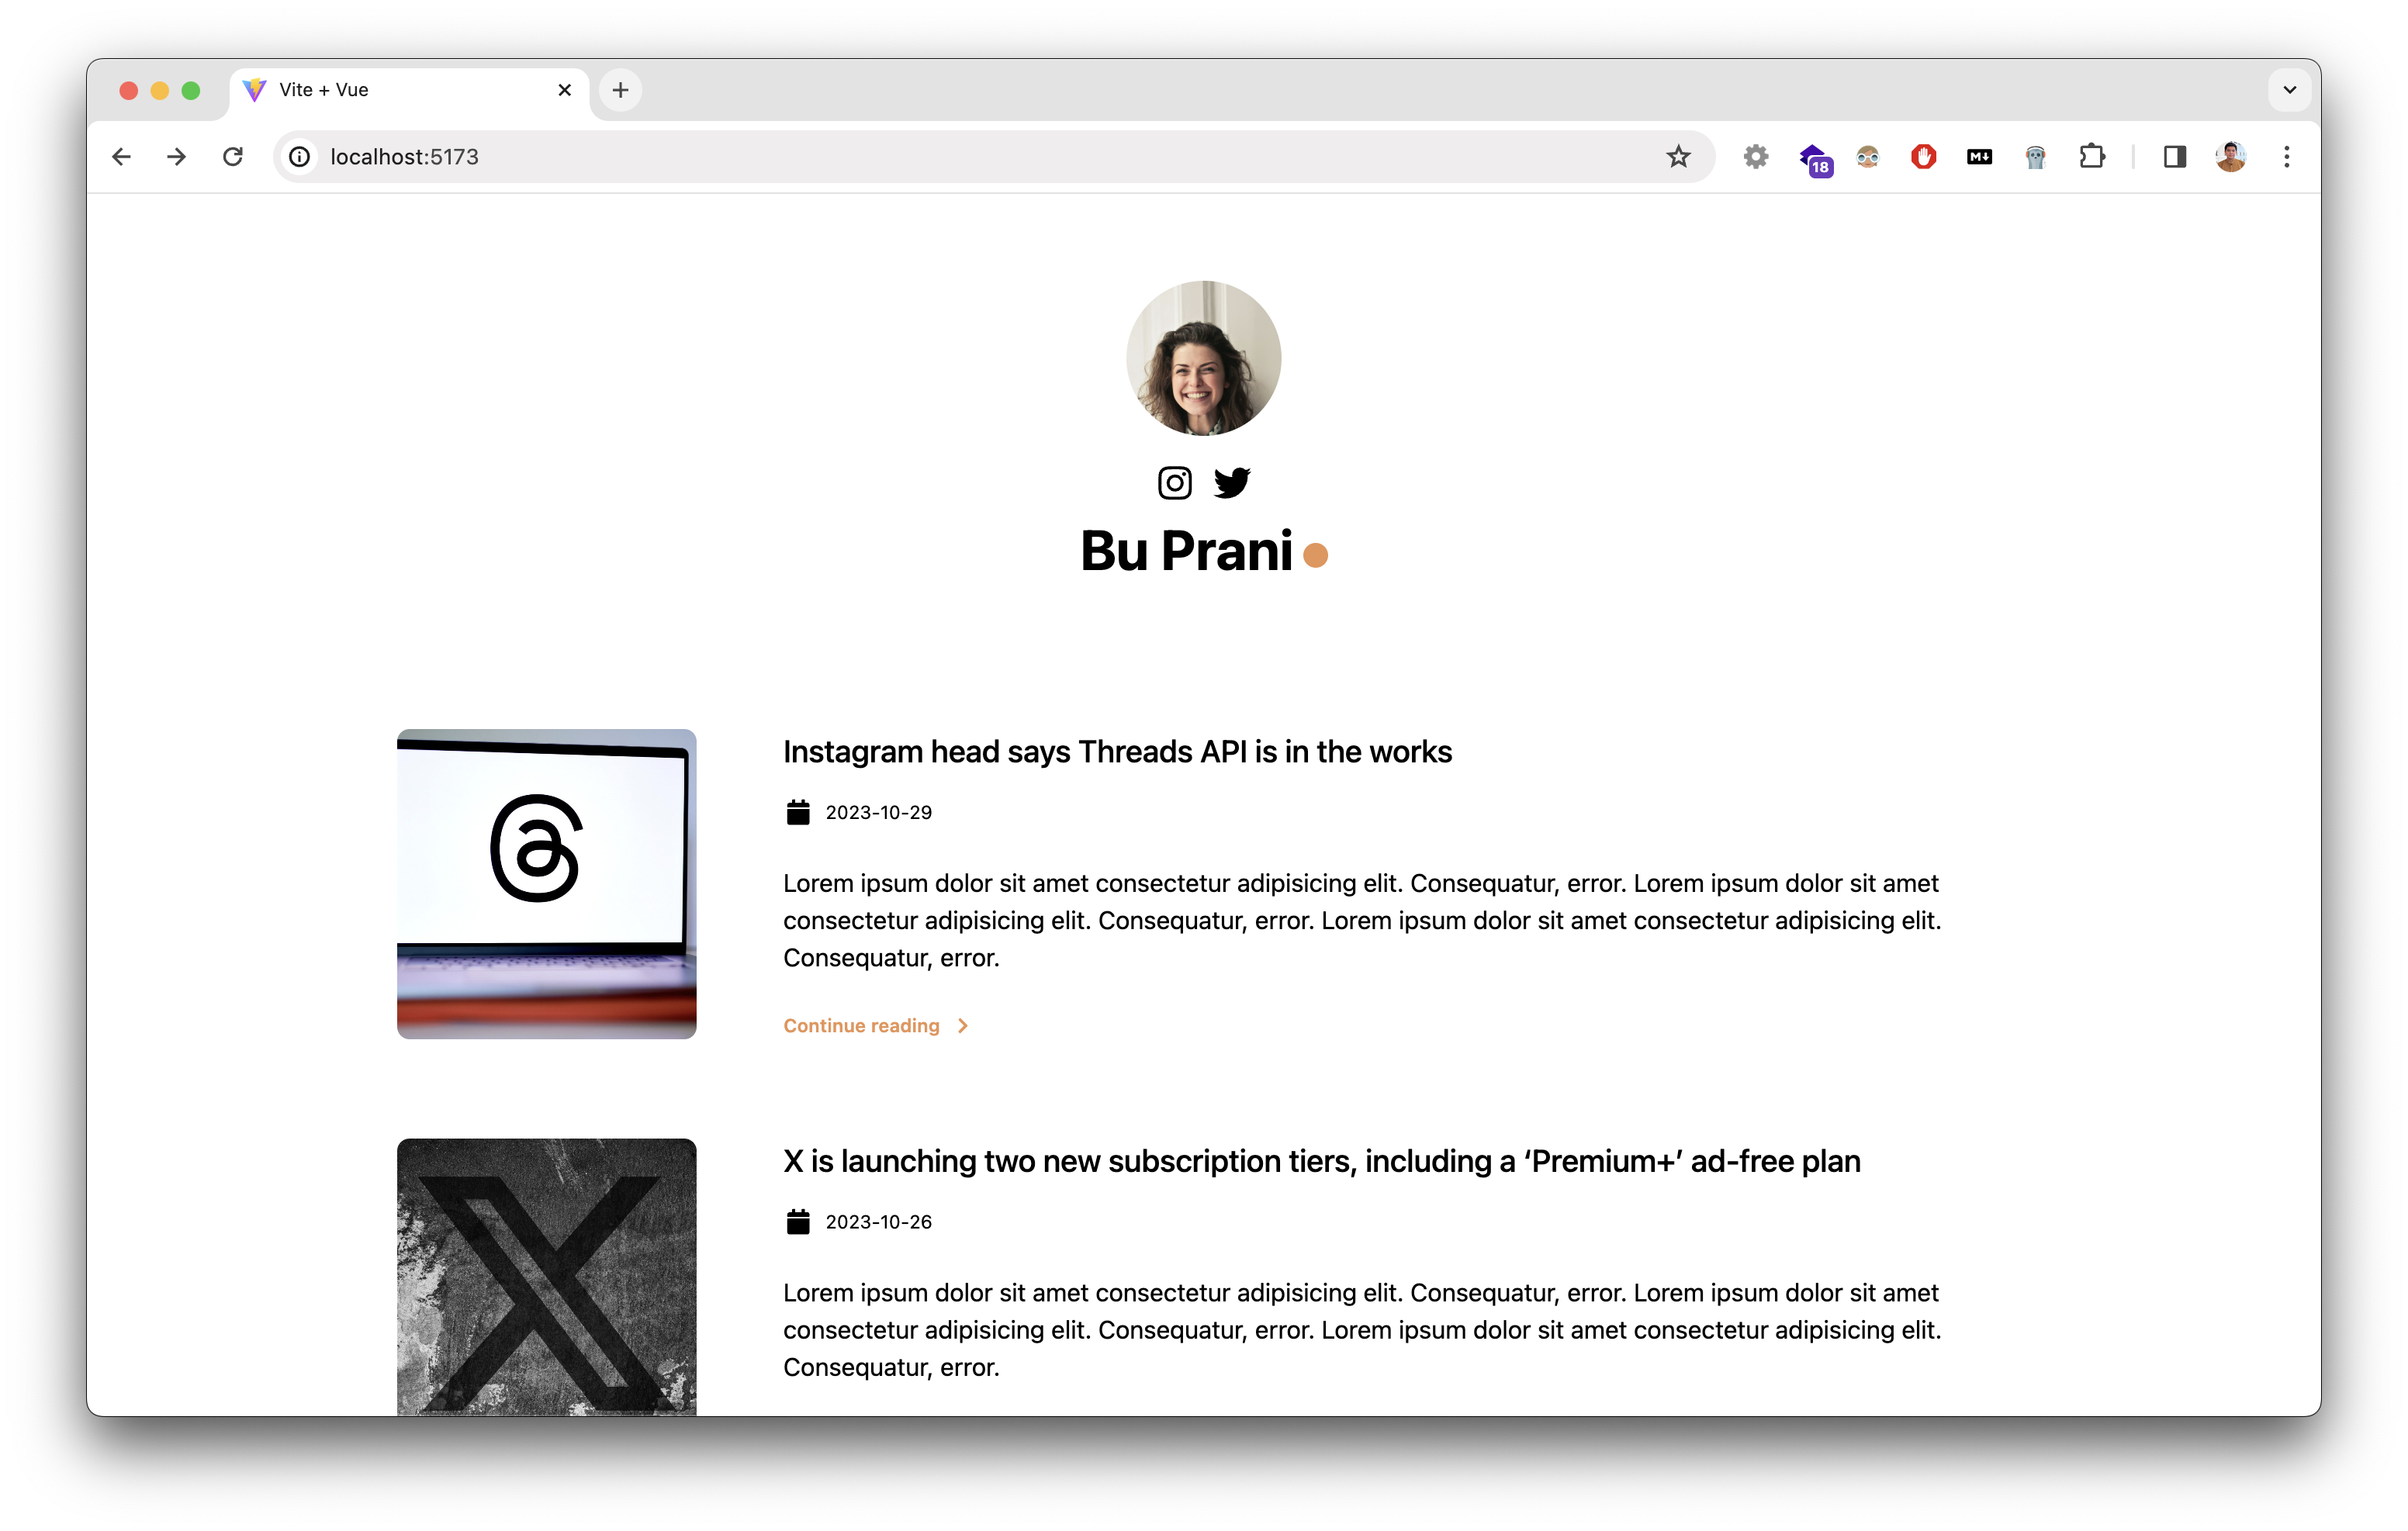 Vite + Vue
localhost:5173
18
M↓
Bu Prani
Instagram head says Threads API is in the works
2023-10-29
Lorem ipsum dolor sit amet consectetur adipisicing elit. Consequatur, error. Lorem ipsum dolor sit amet
consectetur adipisicing elit. Consequatur, error. Lorem ipsum dolor sit amet consectetur adipisicing elit.
Consequatur, error.
Continue reading
X is launching two new subscription tiers, including a ‘Premium+’ ad-free plan
2023-10-26
Lorem ipsum dolor sit amet consectetur adipisicing elit. Consequatur, error. Lorem ipsum dolor sit amet
consectetur adipisicing elit. Consequatur, error. Lorem ipsum dolor sit amet consectetur adipisicing elit.
Consequatur, error.